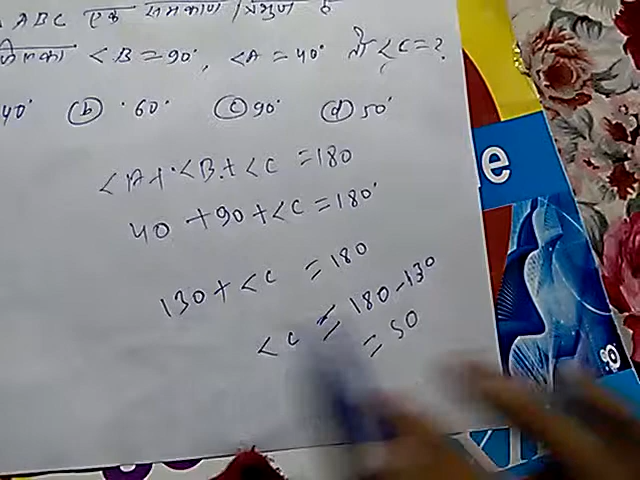 ABC एक समकोण त्रिभुज है
जिसका <B = 90°, <A = 40° तो <C = ?
40° (b) 60° (c) 90° (d) 50°
<A + <B + <C = 180
40 + 90 + <C = 180°
130 + <C = 180
<C = 180 - 130
= 50
e